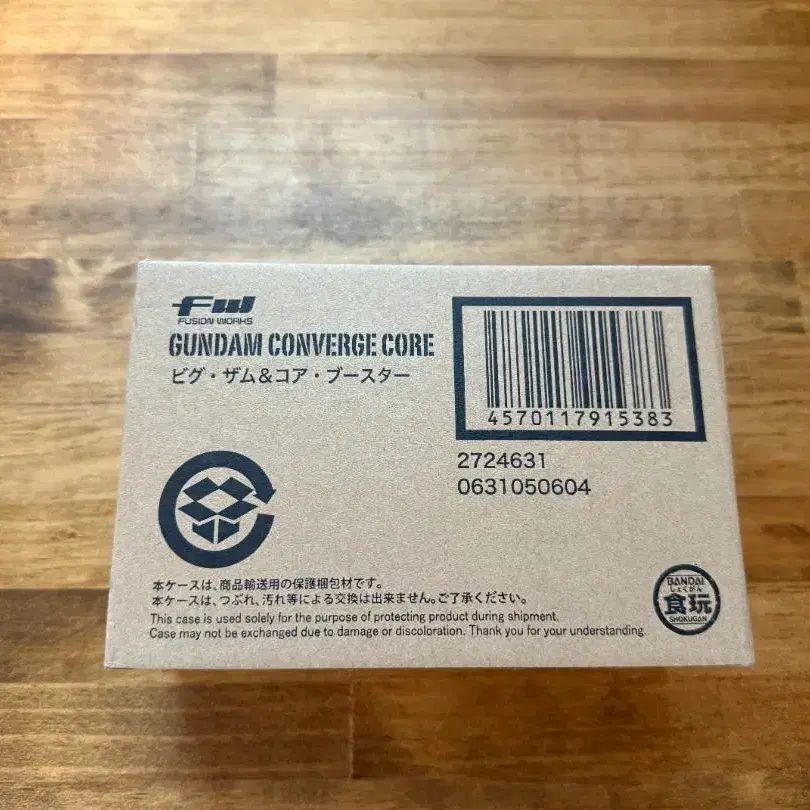 FW
FUSION WORKS
GUNDAM CONVERGE CORE
ビグ・ザム&コア・ブースター
4570117915383
2724631
0631050604
本ケースは、商品輸送用の保護梱包材です。
本ケースは、つぶれ、汚れ等による交換は出来ません。ご了承ください。
This case is used solely for the purpose of protecting product during shipment.
Case may not be exchanged due to damage or discoloration. Thank you for your understanding.
BANDAI
しょくがん
食玩
SHOKUGAN